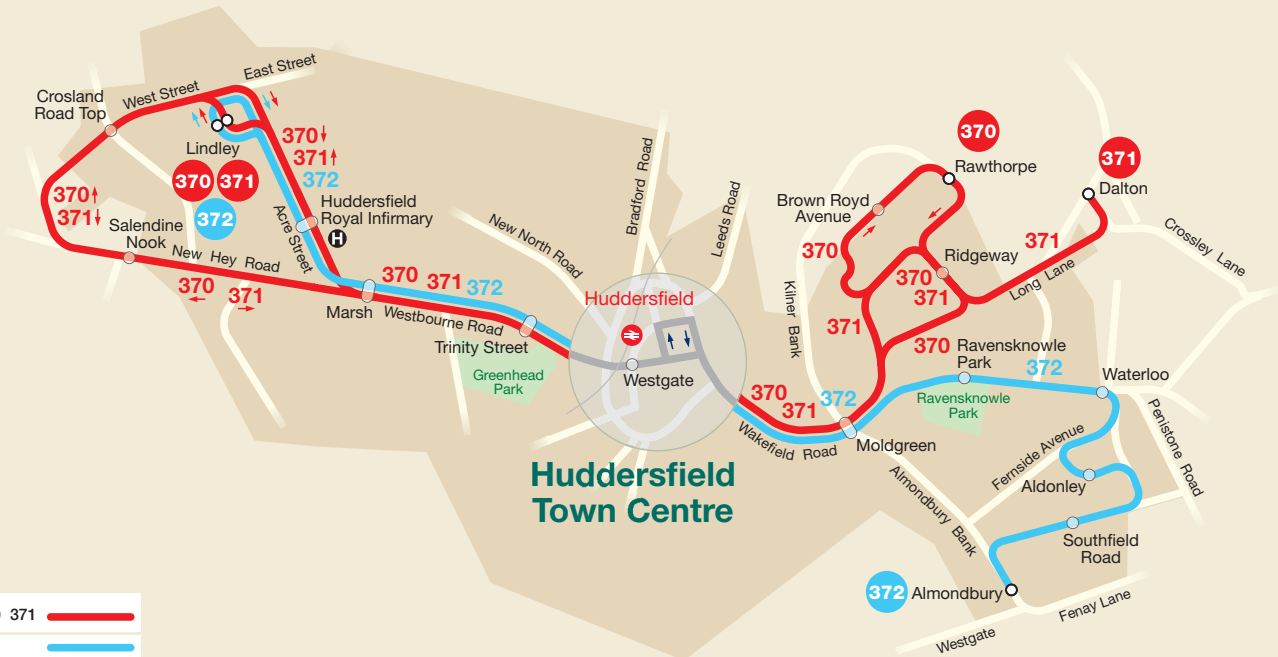 East Street
West Street
Crosland
Road Top
Lindley
370 371
372
370
371
372
Huddersfield
Royal Infirmary
H
Acre Street
370
371
Salendine
Nook
New Hey Road
370
371
Marsh
370 371 372
Westbourne Road
Trinity Street
Greenhead
Park
New North Road
Bradford Road
Leeds Road
Huddersfield
Westgate
Huddersfield
Town Centre
370
Rawthorpe
371
Dalton
Brown Royd
Avenue
370
Ridgeway
370
371
371
Long Lane
Crossley Lane
Kilner Bank
371
370
Ravensknowle
Park
372
Ravensknowle
Park
Waterloo
370
371
372
Wakefield Road
Moldgreen
Almondbury Bank
Fernside Avenue
Penistone Road
Aldonley
Southfield
Road
372
Almondbury
Fenay Lane
Westgate
371